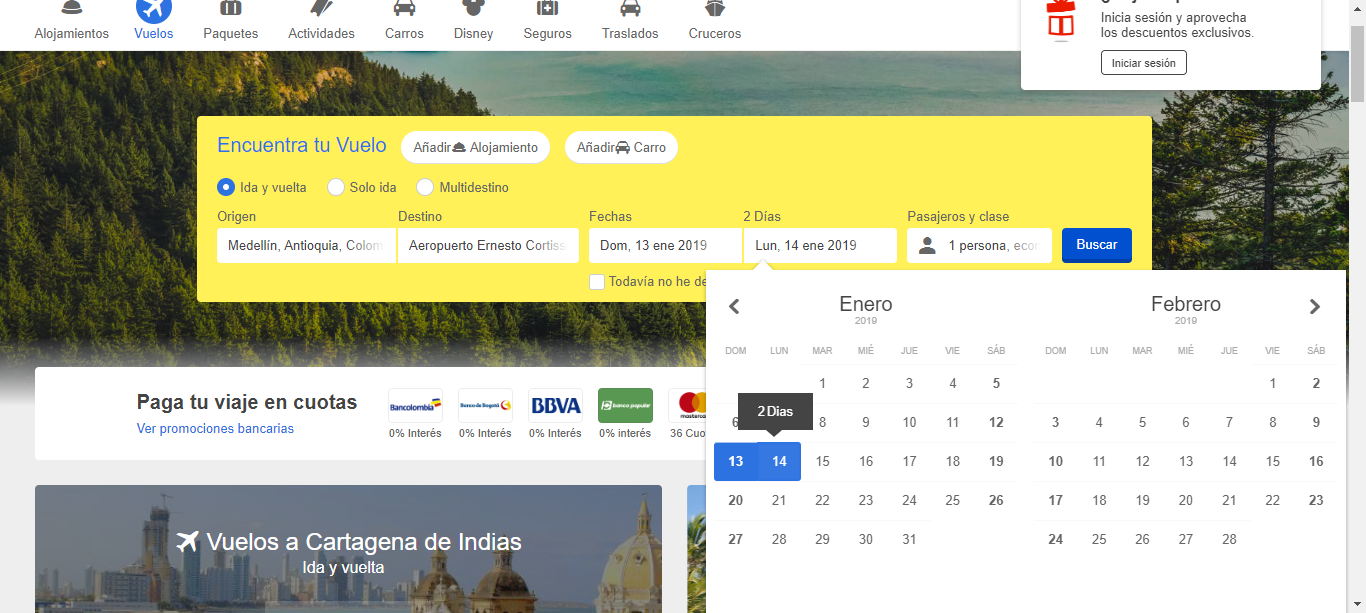 Alojamientos Vuelos Paquetes Actividades Carros Disney Seguros Traslados Cruceros
Inicia sesión y aprovecha
los descuentos exclusivos.
Iniciar sesión
Encuentra tu Vuelo Añadir Alojamiento Añadir Carro
Ida y vuelta Solo ida Multidestino
Origen Destino Fechas 2 Días Pasajeros y clase
Medellín, Antioquia, Colom Aeropuerto Ernesto Cortiss Dom, 13 ene 2019 Lun, 14 ene 2019 1 persona, econ Buscar
Todavía no he de
Enero Febrero
2019 2019
DOM LUN MAR MIÉ JUE VIE SÁB DOM LUN MAR MIÉ JUE VIE SÁB
1 2 3 4 5 1 2
2 Dias
6 8 9 10 11 12 3 4 5 6 7 8 9
13 14 15 16 17 18 19 10 11 12 13 14 15 16
20 21 22 23 24 25 26 17 18 19 20 21 22 23
27 28 29 30 31 24 25 26 27 28
Paga tu viaje en cuotas
Ver promociones bancarias
Bancolombia Banco de Bogotá BBVA banco popular
0% Interés 0% Interés 0% Interés 0% interés 36 Cuo
Vuelos a Cartagena de Indias
Ida y vuelta